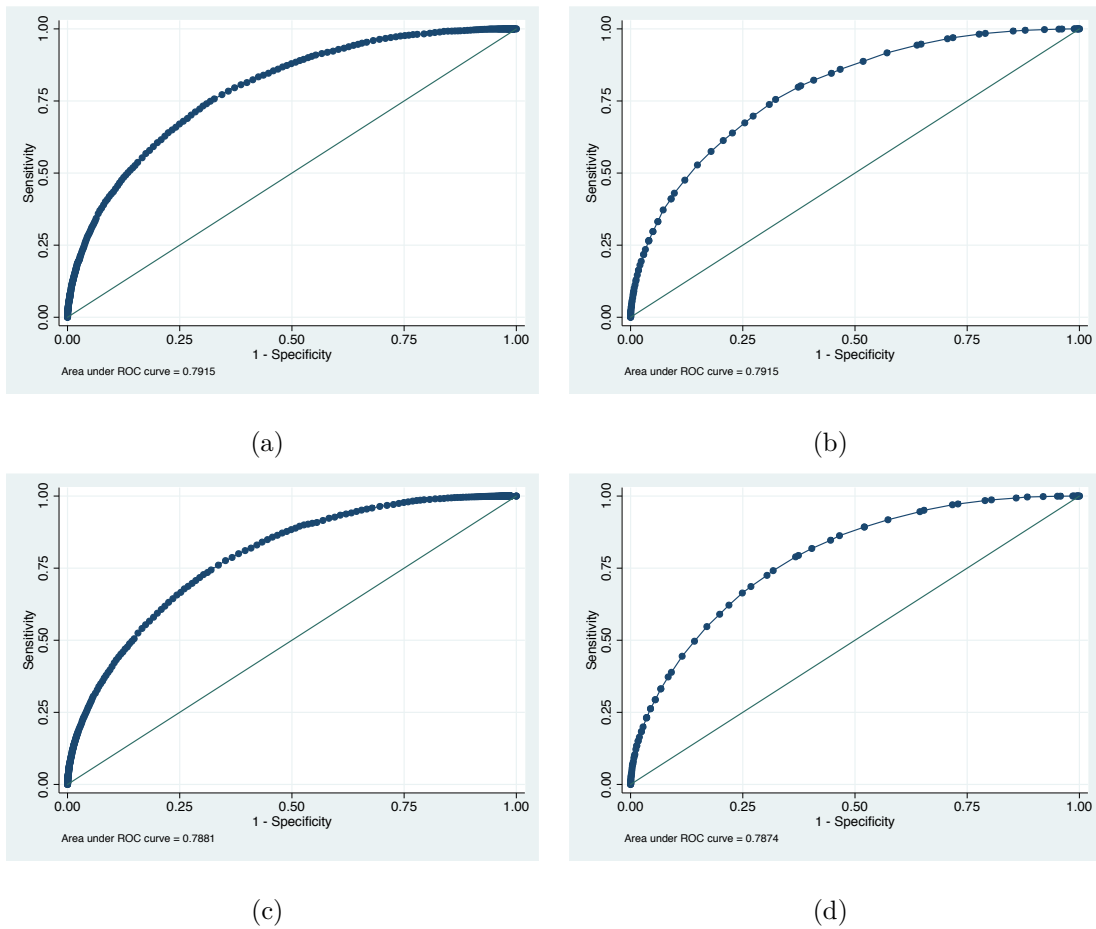 Sensitivity
0.00 0.25 0.50 0.75 1.00
0.00 0.25 0.50 0.75 1.00
1 - Specificity
Area under ROC curve = 0.7915
(a)
Sensitivity
0.00 0.25 0.50 0.75 1.00
0.00 0.25 0.50 0.75 1.00
1 - Specificity
Area under ROC curve = 0.7915
(b)
Sensitivity
0.00 0.25 0.50 0.75 1.00
0.00 0.25 0.50 0.75 1.00
1 - Specificity
Area under ROC curve = 0.7881
(c)
Sensitivity
0.00 0.25 0.50 0.75 1.00
0.00 0.25 0.50 0.75 1.00
1 - Specificity
Area under ROC curve = 0.7874
(d)